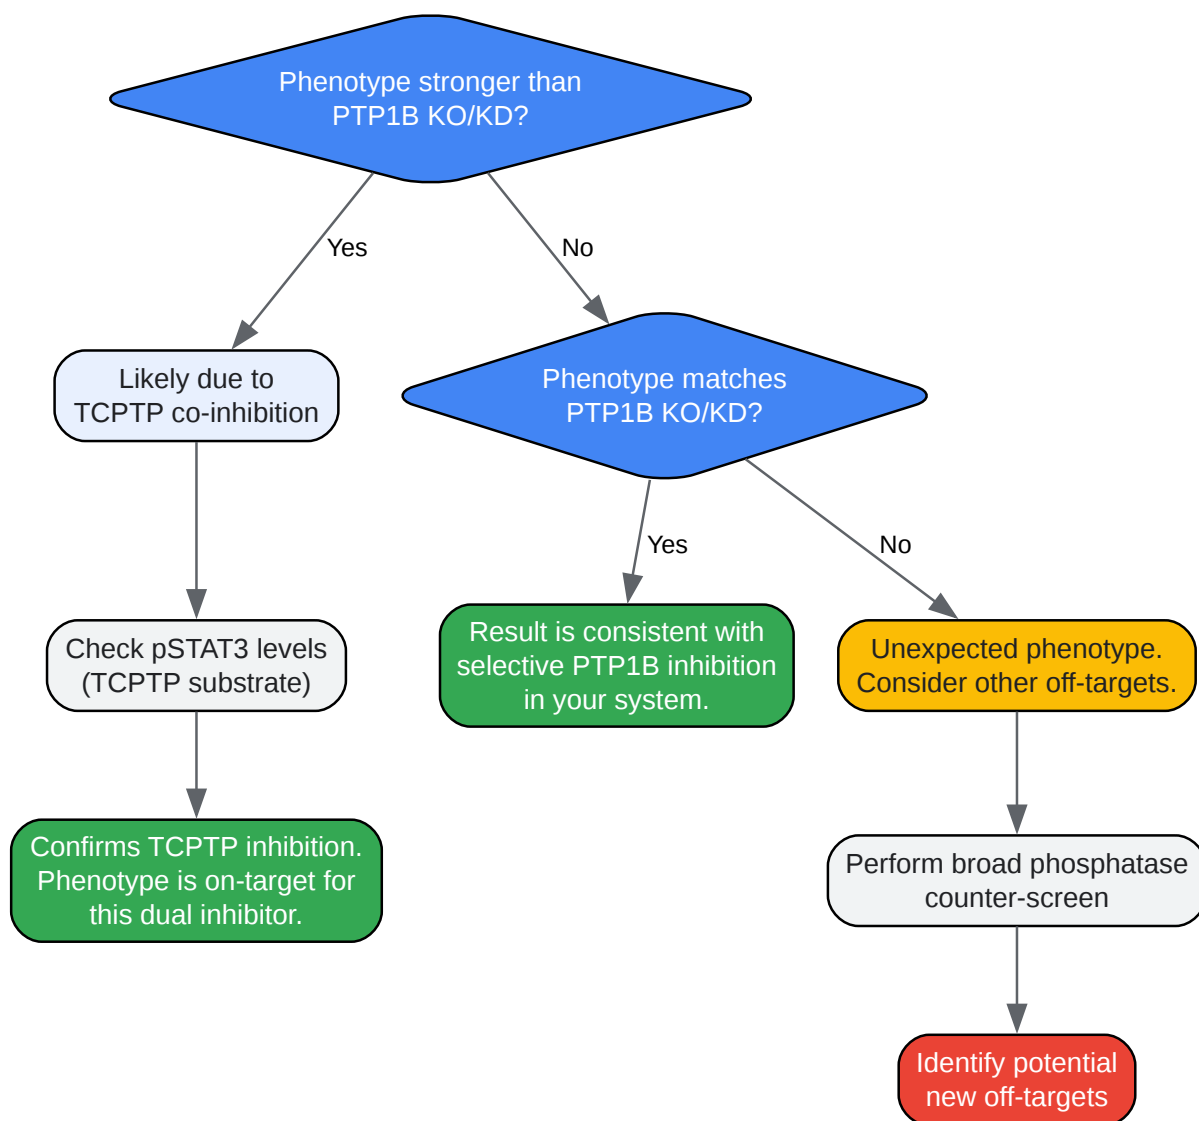 Phenotype stronger than
PTP1B KO/KD?
Yes
No
Likely due to
TCPTP co-inhibition
Phenotype matches
PTP1B KO/KD?
Yes
No
Check pSTAT3 levels
(TCPTP substrate)
Result is consistent with
selective PTP1B inhibition
in your system.
Unexpected phenotype.
Consider other off-targets.
Confirms TCPTP inhibition.
Phenotype is on-target for
this dual inhibitor.
Perform broad phosphatase
counter-screen
Identify potential
new off-targets